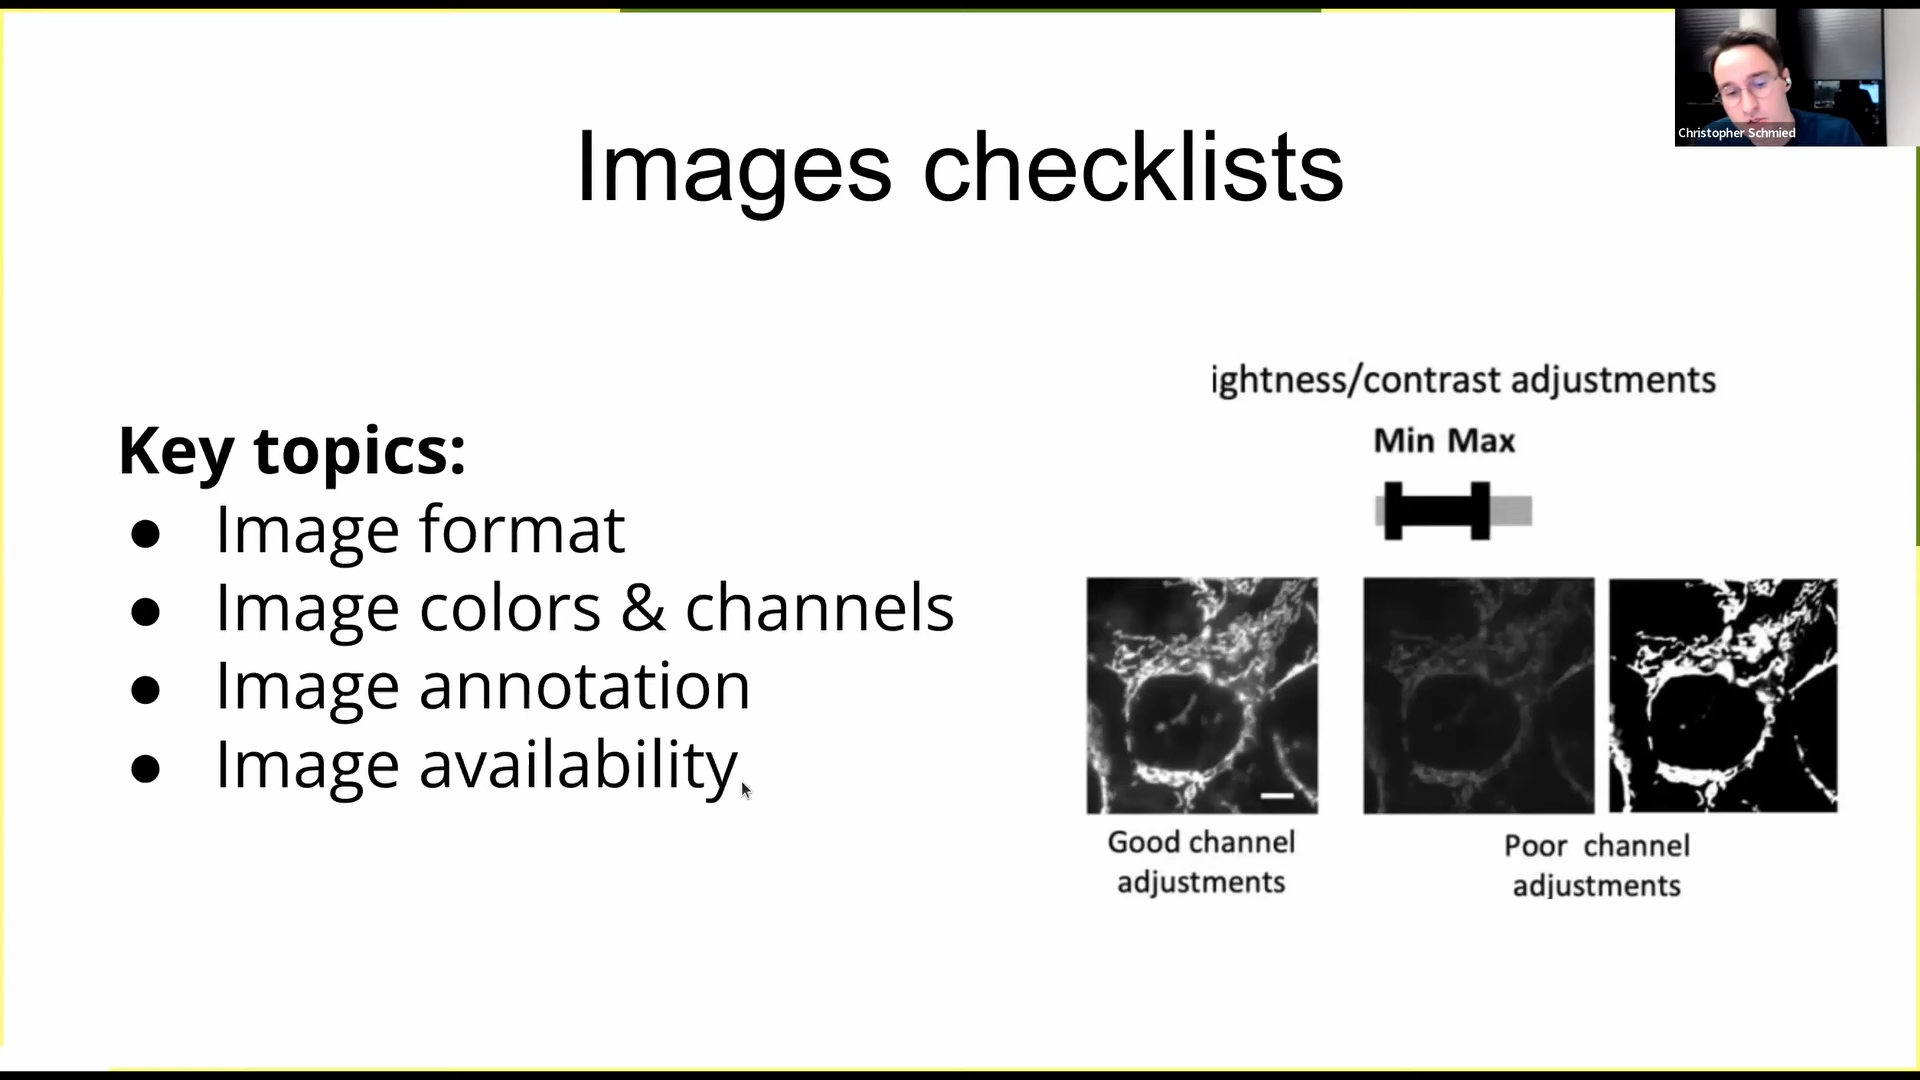 Christopher Schmied
Images checklists
Key topics:
● Image format
● Image colors & channels
● Image annotation
● Image availability
ightness/contrast adjustments
Min Max
Good channel
adjustments
Poor channel
adjustments